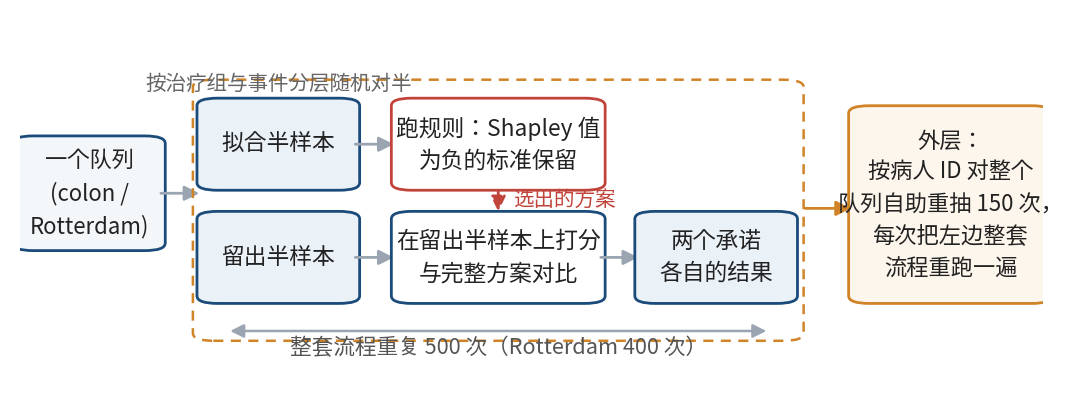 按治疗组与事件分层随机对半
一个队列
(colon /
Rotterdam)
拟合半样本
跑规则：Shapley 值
为负的标准保留
选出的方案
留出半样本
在留出半样本上打分
与完整方案对比
两个承诺
各自的结果
整套流程重复 500 次（Rotterdam 400 次）
外层：
按病人 ID 对整个
队列自助重抽 150 次，
每次把左边整套
流程重跑一遍